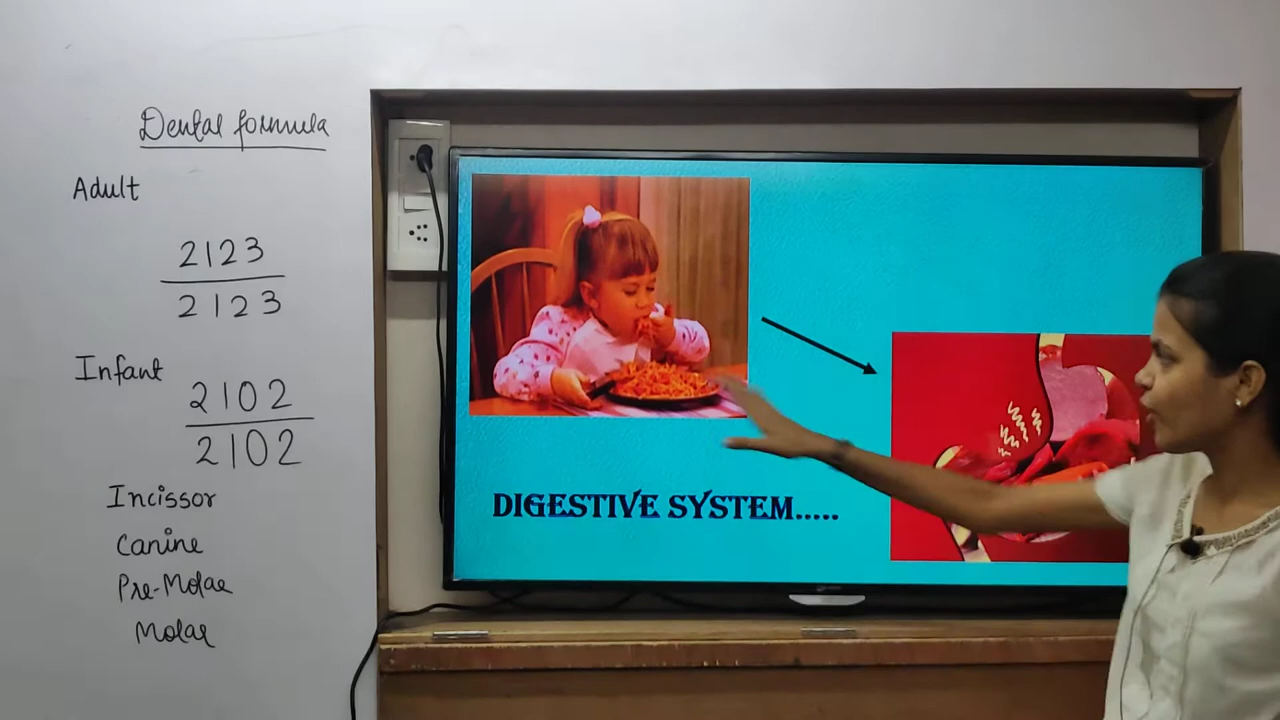 Dental formula
Adult
2123
2123
Infant
2102
2102
Incissor
Canine
Pre-Molar
Molar
DIGESTIVE SYSTEM.....